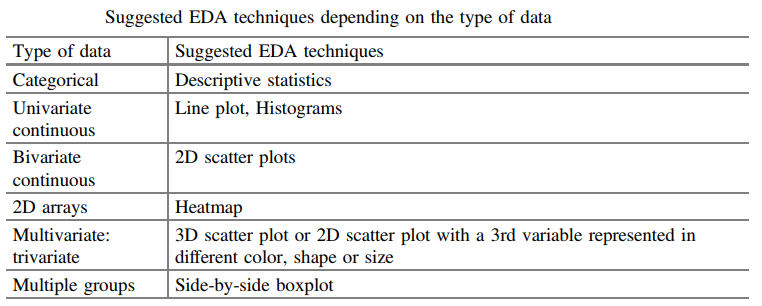 Suggested EDA techniques depending on the type of data
Type of data Suggested EDA techniques
Categorical Descriptive statistics
Univariate continuous Line plot, Histograms
Bivariate continuous 2D scatter plots
2D arrays Heatmap
Multivariate: trivariate 3D scatter plot or 2D scatter plot with a 3rd variable represented in different color, shape or size
Multiple groups Side-by-side boxplot